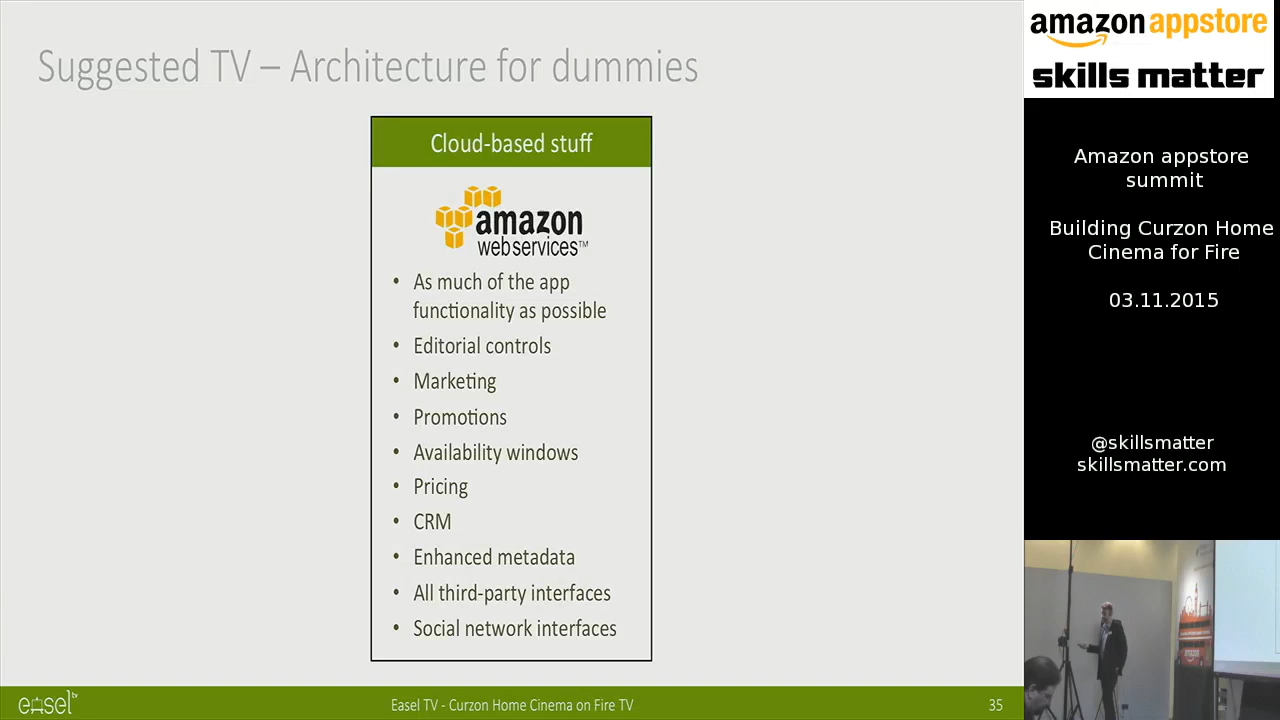 Suggested TV – Architecture for dummies
Cloud-based stuff
amazon
webservices™
• As much of the app
functionality as possible
• Editorial controls
• Marketing
• Promotions
• Availability windows
• Pricing
• CRM
• Enhanced metadata
• All third-party interfaces
• Social network interfaces
easel tv
Easel TV - Curzon Home Cinema on Fire TV
35
amazon appstore
skills matter
Amazon appstore
summit
Building Curzon Home
Cinema for Fire
03.11.2015
@skillsmatter
skillsmatter.com
amazon